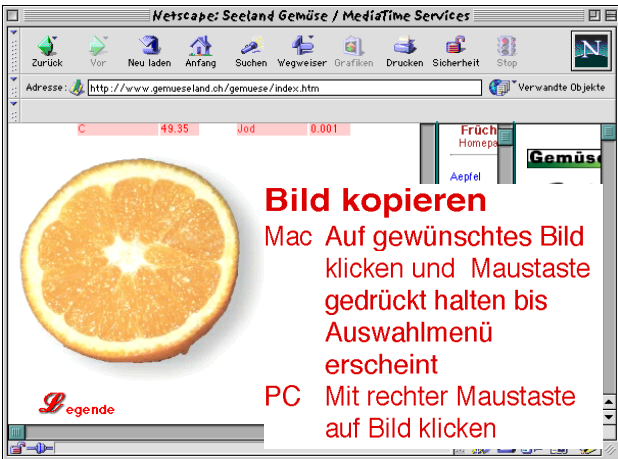 Netscape: Seeland Gemüse / MediaTime Services
Zurück Vor Neu laden Anfang Suchen Wegweiser Grafiken Drucken Sicherheit Stop
N
Adresse: http://www.gemueseland.ch/gemuese/index.htm Verwandte Objekte
C 49.35 Jod 0.001
Früch
Homepa
Aepfel
Gemüse
Bild kopieren
Mac Auf gewünschtes Bild
klicken und Maustaste
gedrückt halten bis
Auswahlmenü
erscheint
PC Mit rechter Maustaste
auf Bild klicken
Legende